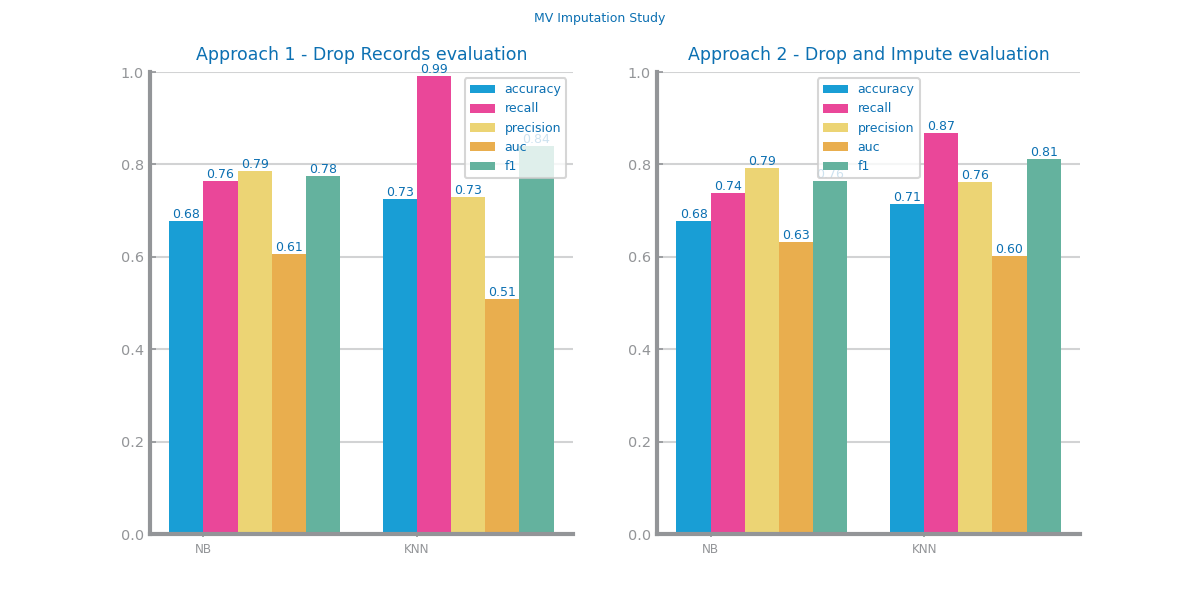 MV Imputation Study
Approach 1 - Drop Records evaluation
1.0
0.8
0.6
0.4
0.2
0.0
0.68
0.76
0.79
0.61
0.78
0.73
0.99
0.73
0.51
0.84
accuracy
recall
precision
auc
f1
NB
KNN
Approach 2 - Drop and Impute evaluation
1.0
0.8
0.6
0.4
0.2
0.0
0.68
0.74
0.79
0.63
0.76
0.71
0.87
0.76
0.60
0.81
accuracy
recall
precision
auc
f1
NB
KNN